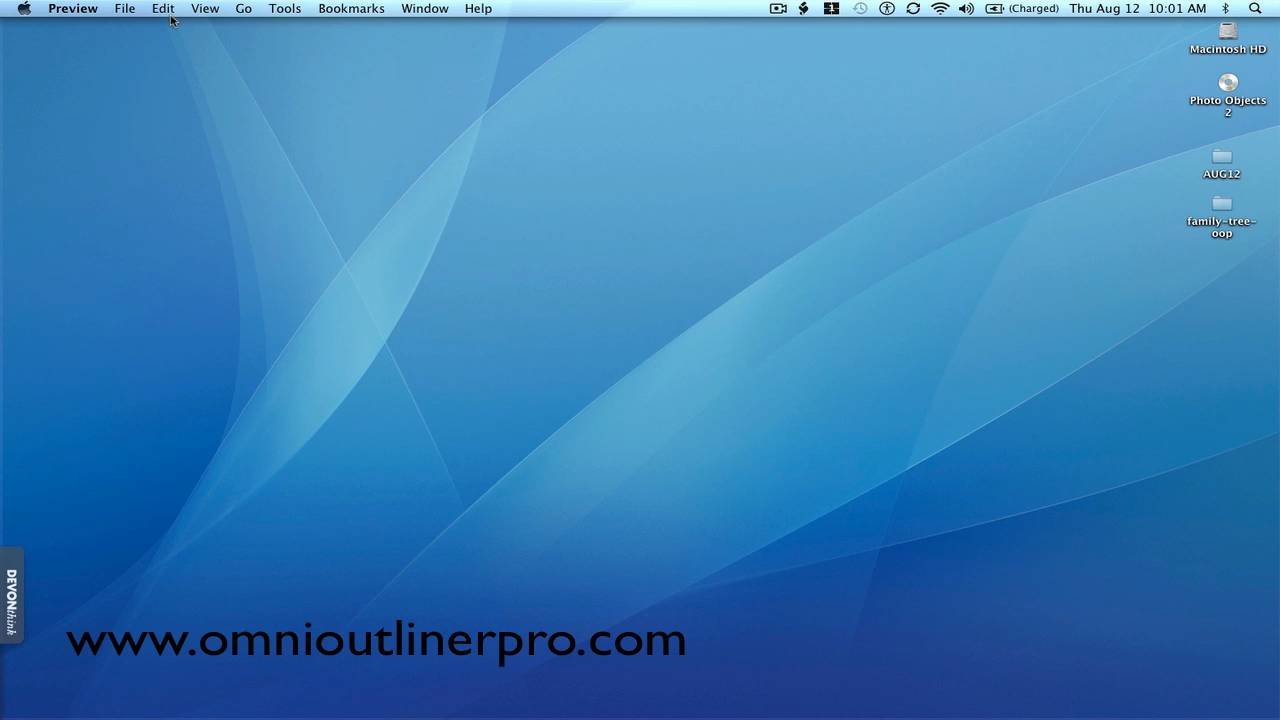 Preview File Edit View Go Tools Bookmarks Window Help 1 (Charged) Thu Aug 12 10:01 AM
Macintosh HD
Photo Objects
2
AUG12
family-tree-
oop
DEVONthink
www.omnioutlinerpro.com